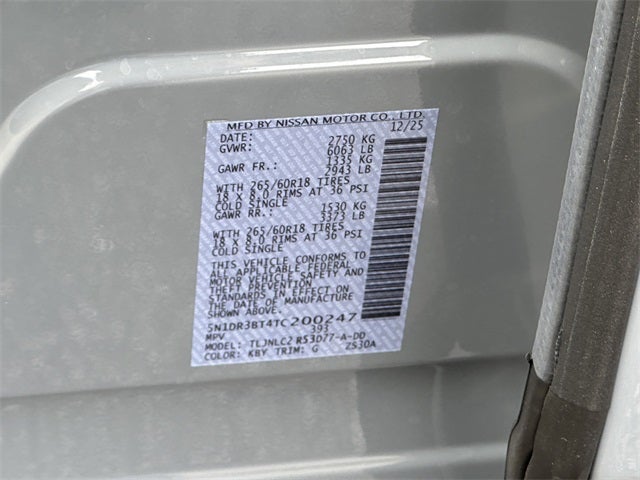 MFD BY NISSAN MOTOR CO., LTD.
DATE: 12/25
GVWR: 2750 KG
6063 LB
GAWR FR.: 1335 KG
2943 LB
WITH 265/60R18 TIRES
18 X 8.0 RIMS AT 36 PSI
COLD SINGLE
GAWR RR.: 1530 KG
3373 LB
WITH 265/60R18 TIRES
18 X 8.0 RIMS AT 36 PSI
COLD SINGLE
THIS VEHICLE CONFORMS TO
ALL APPLICABLE FEDERAL
MOTOR VEHICLE SAFETY AND
THEFT PREVENTION
STANDARDS IN EFFECT ON
THE DATE OF MANUFACTURE
SHOWN ABOVE.
5N1DR3BT4TC200247
MPV 393
MODEL: TLJNLC2 R53D77-A-DD
COLOR: KBY TRIM: G ZS30A